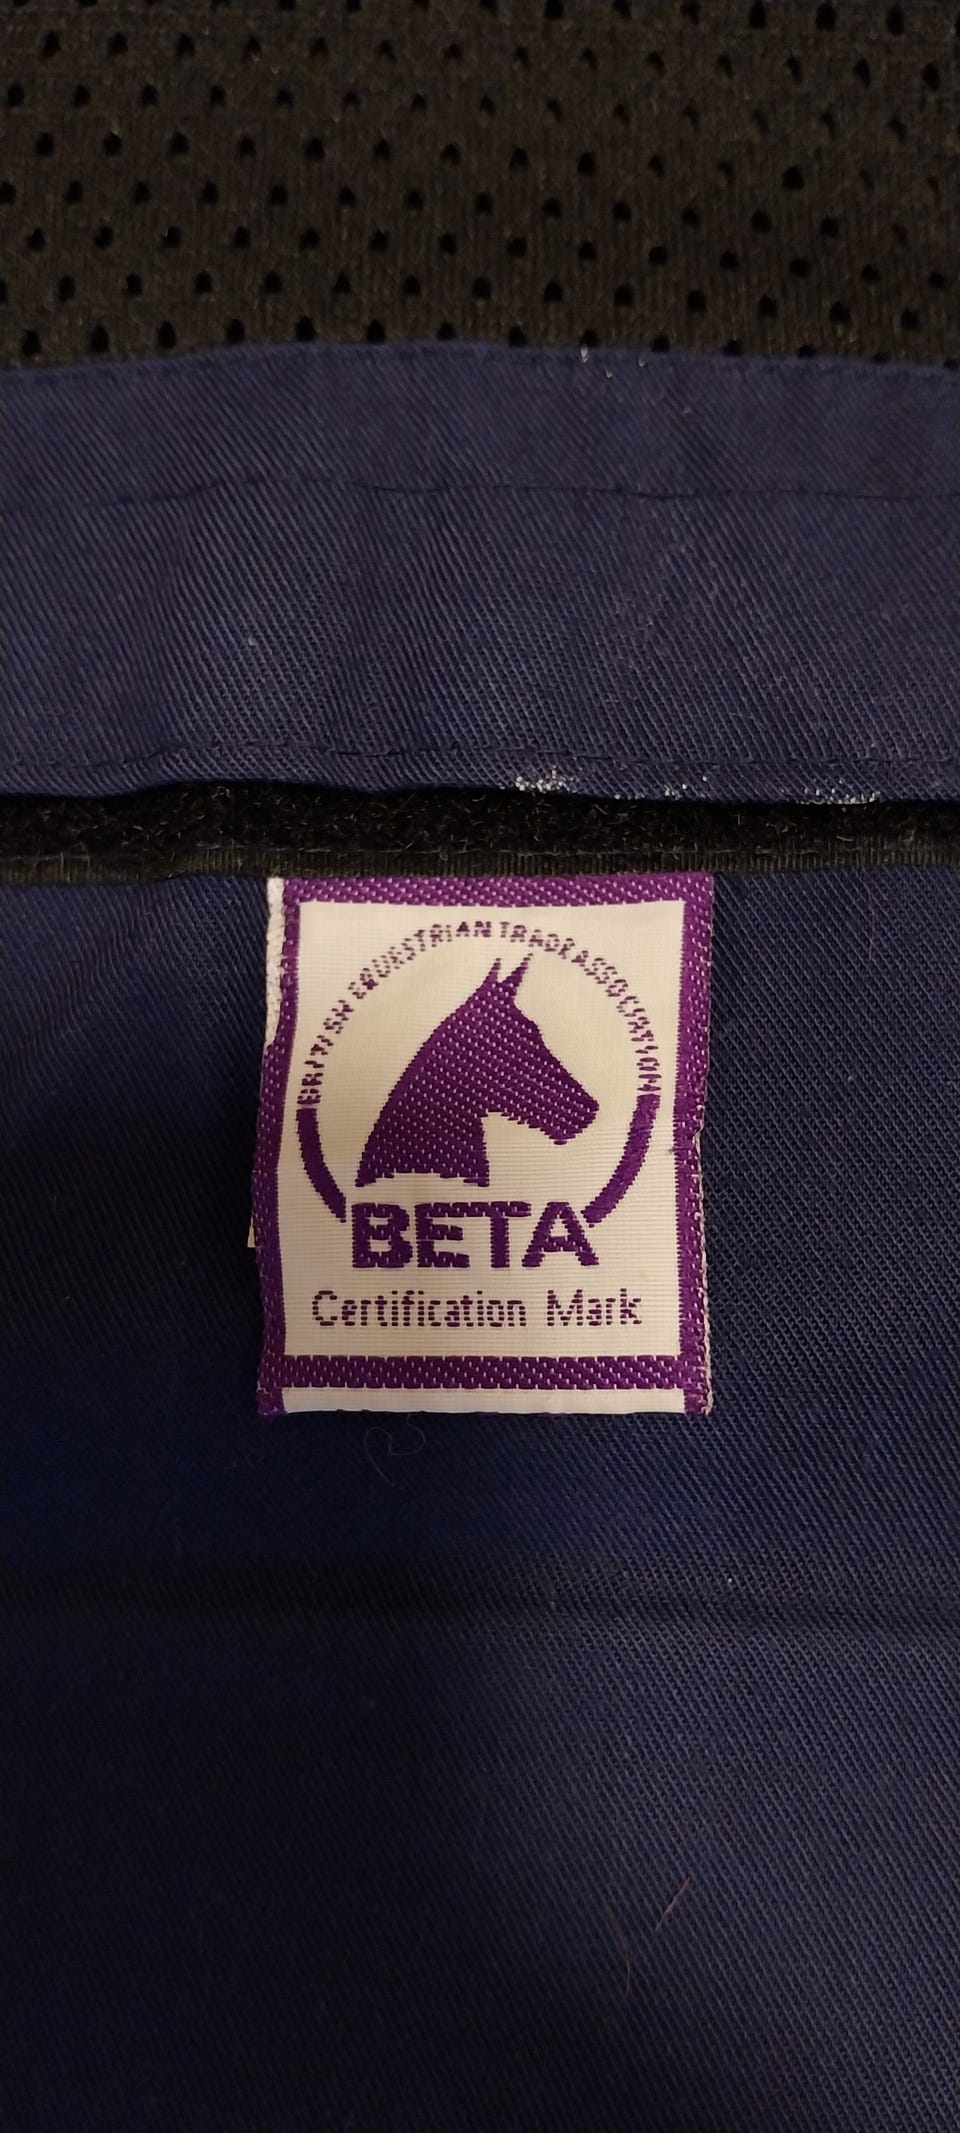 BRITISH EQUESTRIAN TRADE ASSOCIATION
BETA
Certification Mark